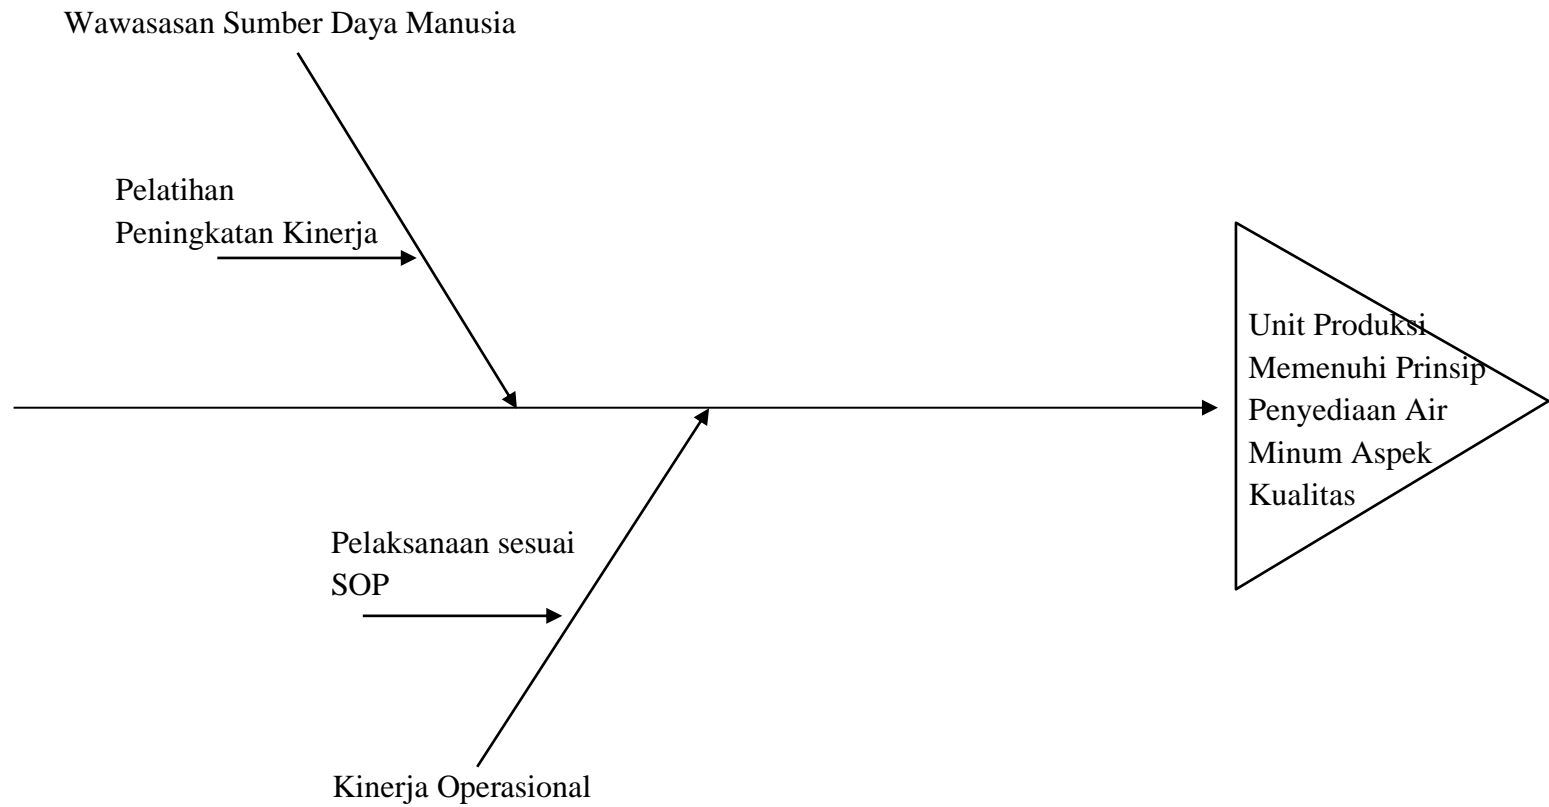 Wawasasan Sumber Daya Manusia
Pelatihan
Peningkatan Kinerja
Unit Produksi
Memenuhi Prinsip
Penyediaan Air
Minum Aspek
Kualitas
Pelaksanaan sesuai
SOP
Kinerja Operasional